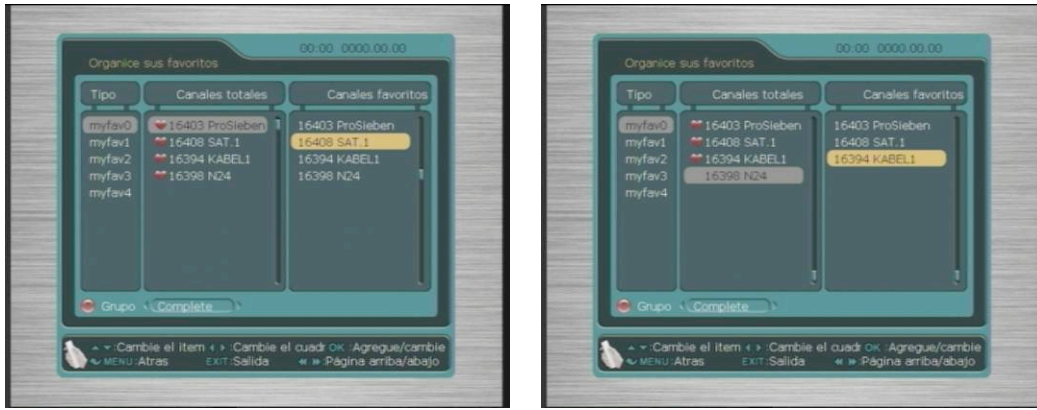 00:00 0000.00.00
Organice sus favoritos
Tipo Canales totales Canales favoritos
myfav0 16403 ProSieben 16403 ProSieben
myfav1 16408 SAT.1 16408 SAT.1
myfav2 16394 KABEL1 16394 KABEL1
myfav3 16398 N24 16398 N24
myfav4
Grupo Complete
:Cambie el item :Cambie el cuadr OK :Agregue/cambie
MENU:Atras EXIT:Salida :Página arriba/abajo
00:00 0000.00.00
Organice sus favoritos
Tipo Canales totales Canales favoritos
myfav0 16403 ProSieben 16403 ProSieben
myfav1 16408 SAT.1 16408 SAT.1
myfav2 16394 KABEL1 16394 KABEL1
myfav3 16398 N24
myfav4
Grupo Complete
:Cambie el item :Cambie el cuadr OK :Agregue/cambie
MENU:Atras EXIT:Salida :Página arriba/abajo